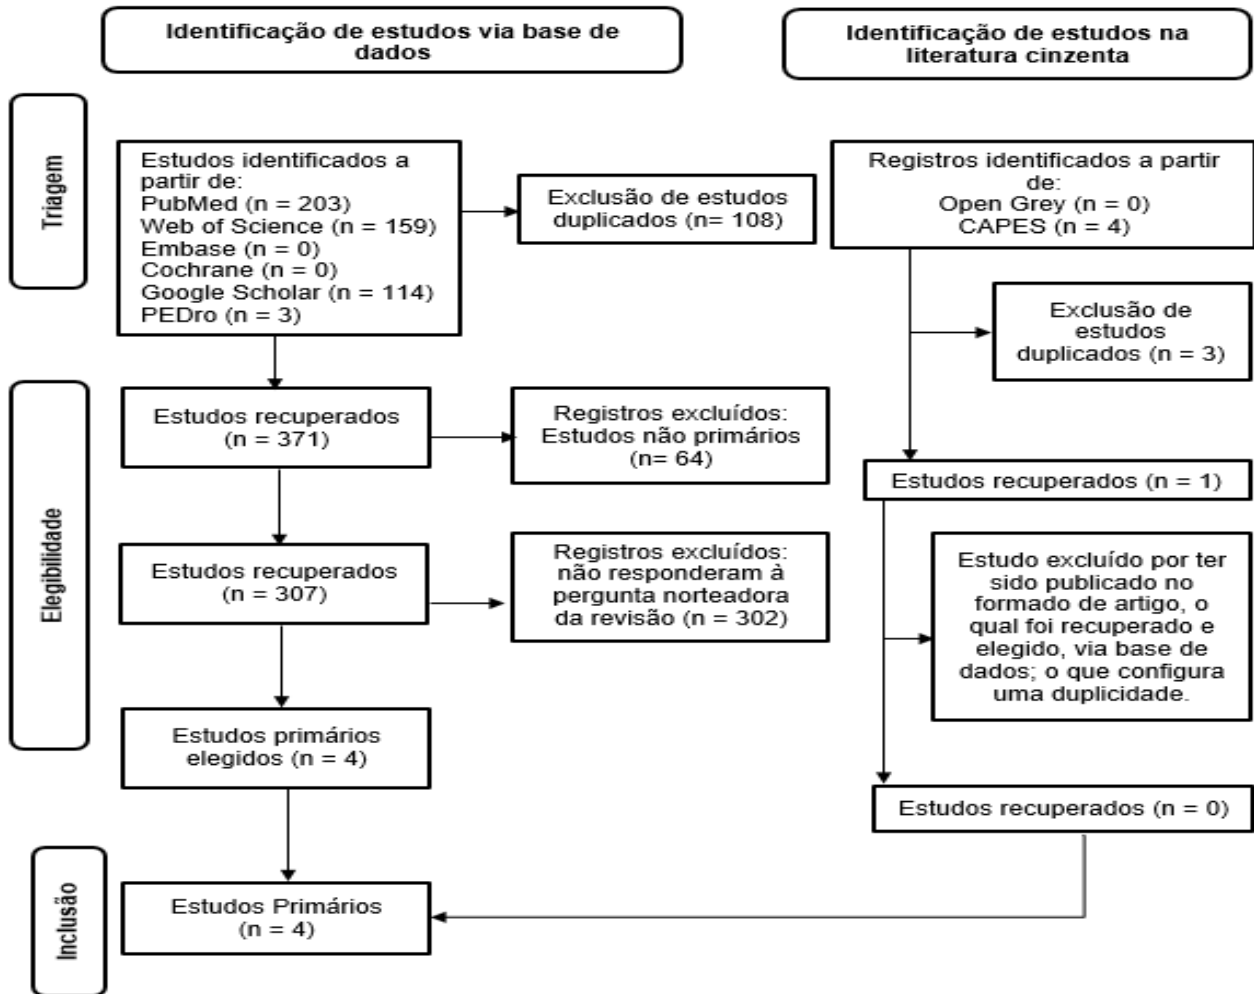 Identificação de estudos via base de
dados
Identificação de estudos na
literatura cinzenta
Triagem
Estudos identificados a
partir de:
PubMed (n = 203)
Web of Science (n = 159)
Embase (n = 0)
Cochrane (n = 0)
Google Scholar (n = 114)
PEDro (n = 3)
Exclusão de estudos
duplicados (n= 108)
Registros identificados a partir
de:
Open Grey (n = 0)
CAPES (n = 4)
Exclusão de
estudos
duplicados (n = 3)
Elegibilidade
Estudos recuperados
(n = 371)
Registros excluídos:
Estudos não primários
(n= 64)
Estudos recuperados (n = 1)
Estudos recuperados
(n = 307)
Registros excluídos:
não responderam à
pergunta norteadora
da revisão (n = 302)
Estudo excluído por ter
sido publicado no
formado de artigo, o
qual foi recuperado e
elegido, via base de
dados; o que configura
uma duplicidade.
Estudos primários
elegidos (n = 4)
Estudos recuperados (n = 0)
Inclusão
Estudos Primários
(n = 4)